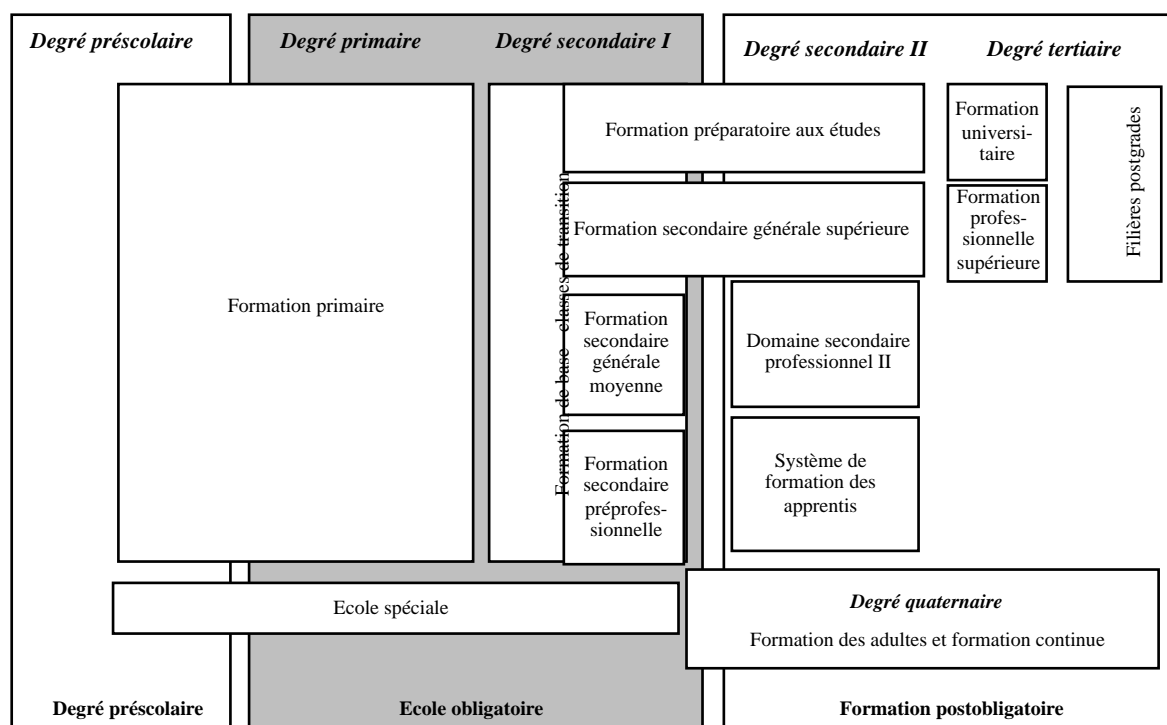 Degré préscolaire
Degré primaire
Degré secondaire I
Degré secondaire II
Degré tertiaire
Formation primaire
Formation de base classes de transition
Formation préparatoire aux études
Formation secondaire générale supérieure
Formation
secondaire
générale
moyenne
Formation
secondaire
préprofes-
sionnelle
Domaine secondaire
professionnel II
Système de
formation des
apprentis
Formation
universi-
taire
Formation
profes-
sionnelle
supérieure
Filières postgrades
Ecole spéciale
Degré quaternaire
Formation des adultes et formation continue
Degré préscolaire
Ecole obligatoire
Formation postobligatoire